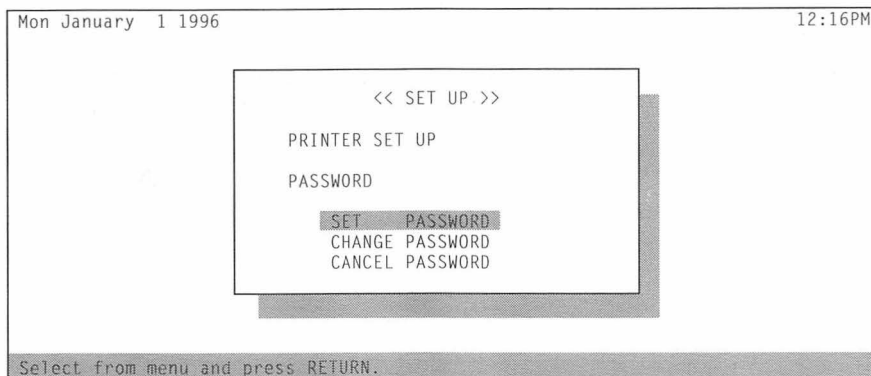 Mon January 1 1996 12:16PM
<< SET UP >>
PRINTER SET UP
PASSWORD
SET PASSWORD
CHANGE PASSWORD
CANCEL PASSWORD
Select from menu and press RETURN.